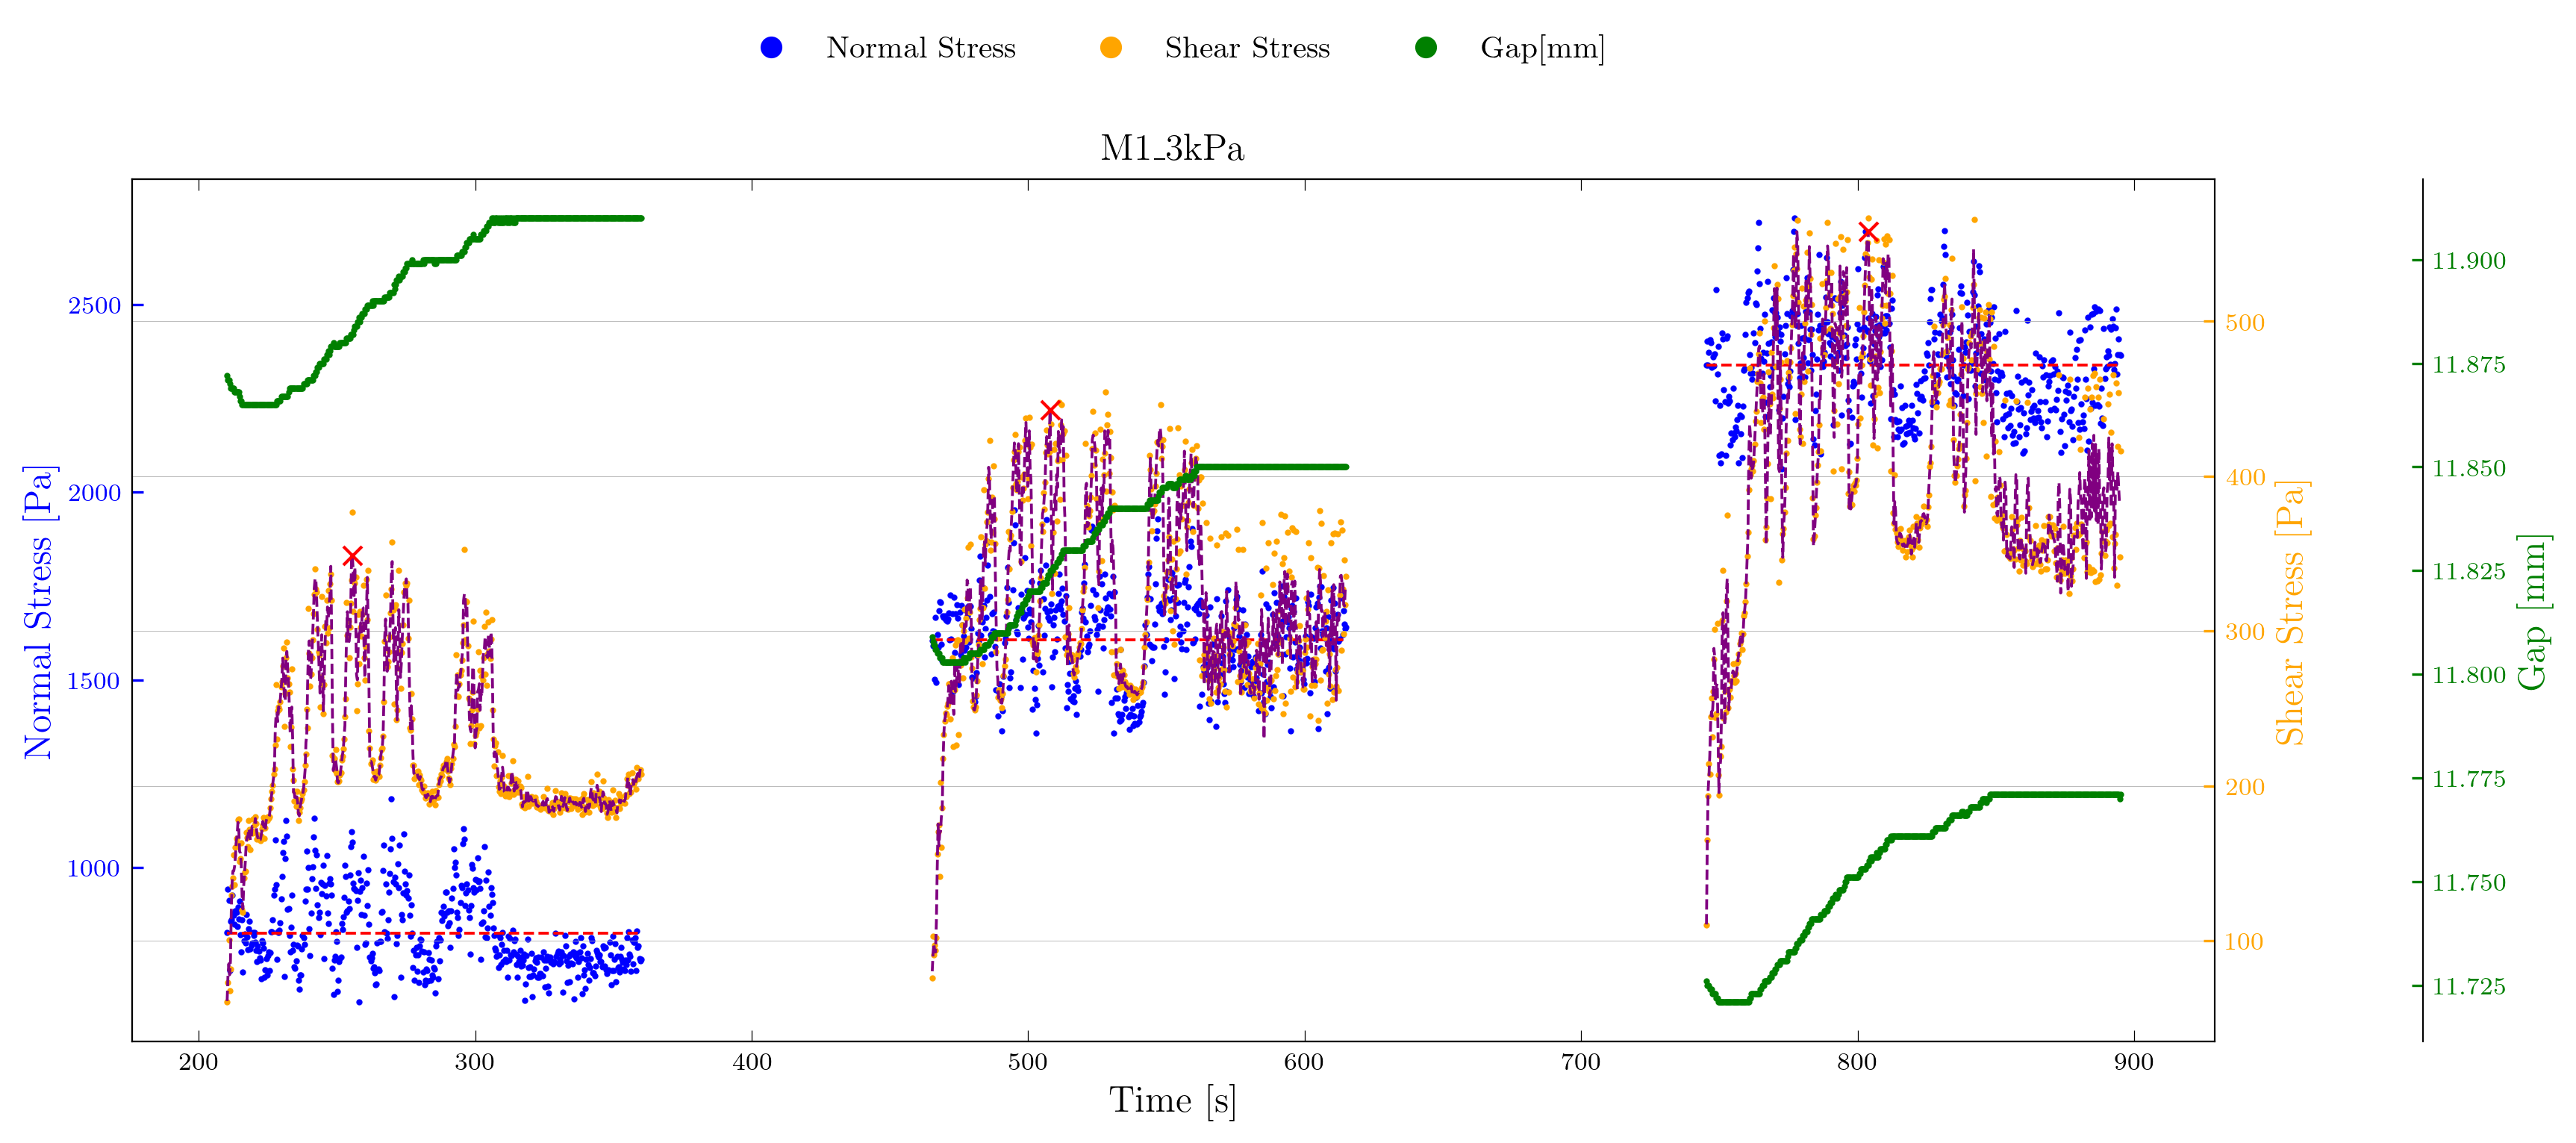 Normal Stress Shear Stress Gap[mm]
M1_3kPa
Normal Stress [Pa]
2500
2000
1500
1000
Shear Stress [Pa]
500
400
300
200
100
Gap [mm]
11.900
11.875
11.850
11.825
11.800
11.775
11.750
11.725
200 300 400 500 600 700 800 900
Time [s]